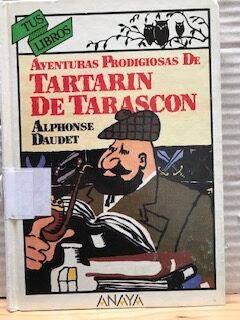 TUS
LIBROS
AVENTURAS PRODIGIOSAS DE
TARTARIN
DE TARASCON
ALPHONSE
DAUDET
ANAYA